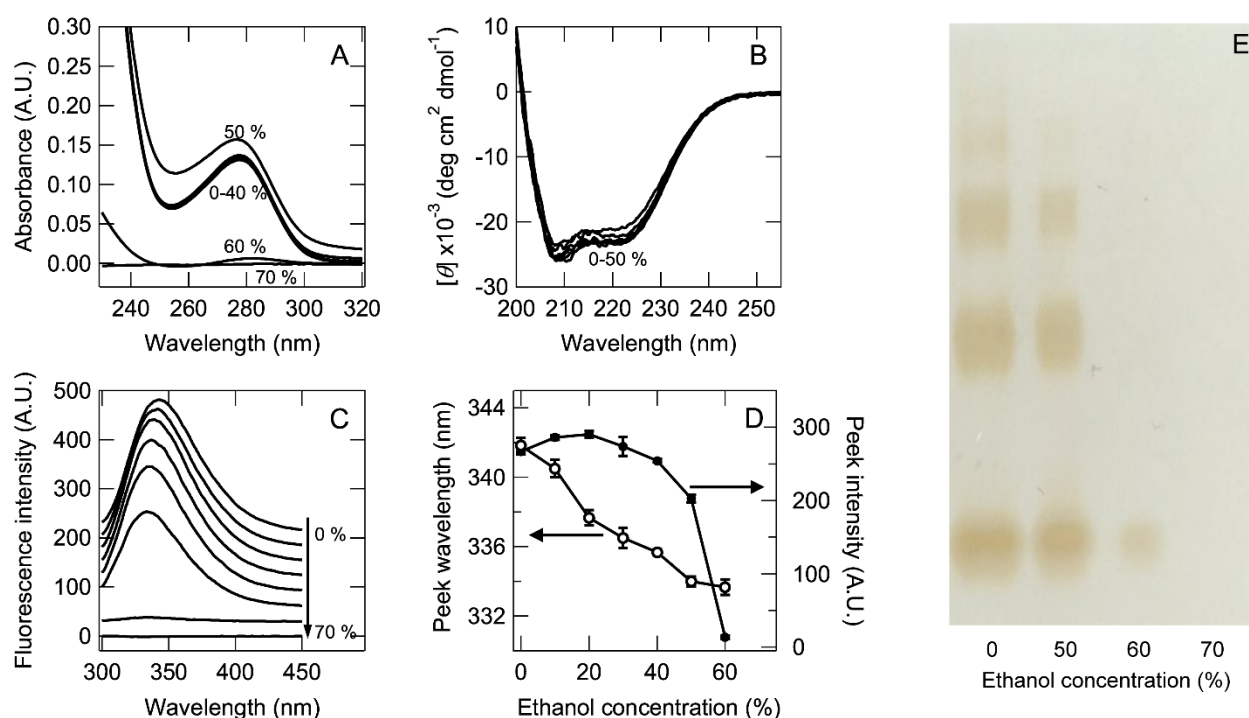 A
Absorbance (A.U.)
0.30
0.25
0.20
0.15
0.10
0.05
0.00
50 %
0-40 %
60 %
70 %
240 260 280 300 320
Wavelength (nm)
B
[θ] x10⁻³ (deg cm² dmol⁻¹)
10
0
-10
-20
-30
0-50 %
200 210 220 230 240 250
Wavelength (nm)
C
Fluorescence intensity (A.U.)
500
400
300
200
100
0
0 %
70 %
300 350 400 450
Wavelength (nm)
D
Peek wavelength (nm)
344
340
336
332
Peek intensity (A.U.)
300
200
100
0
0 20 40 60
Ethanol concentration (%)
E
0 50 60 70
Ethanol concentration (%)